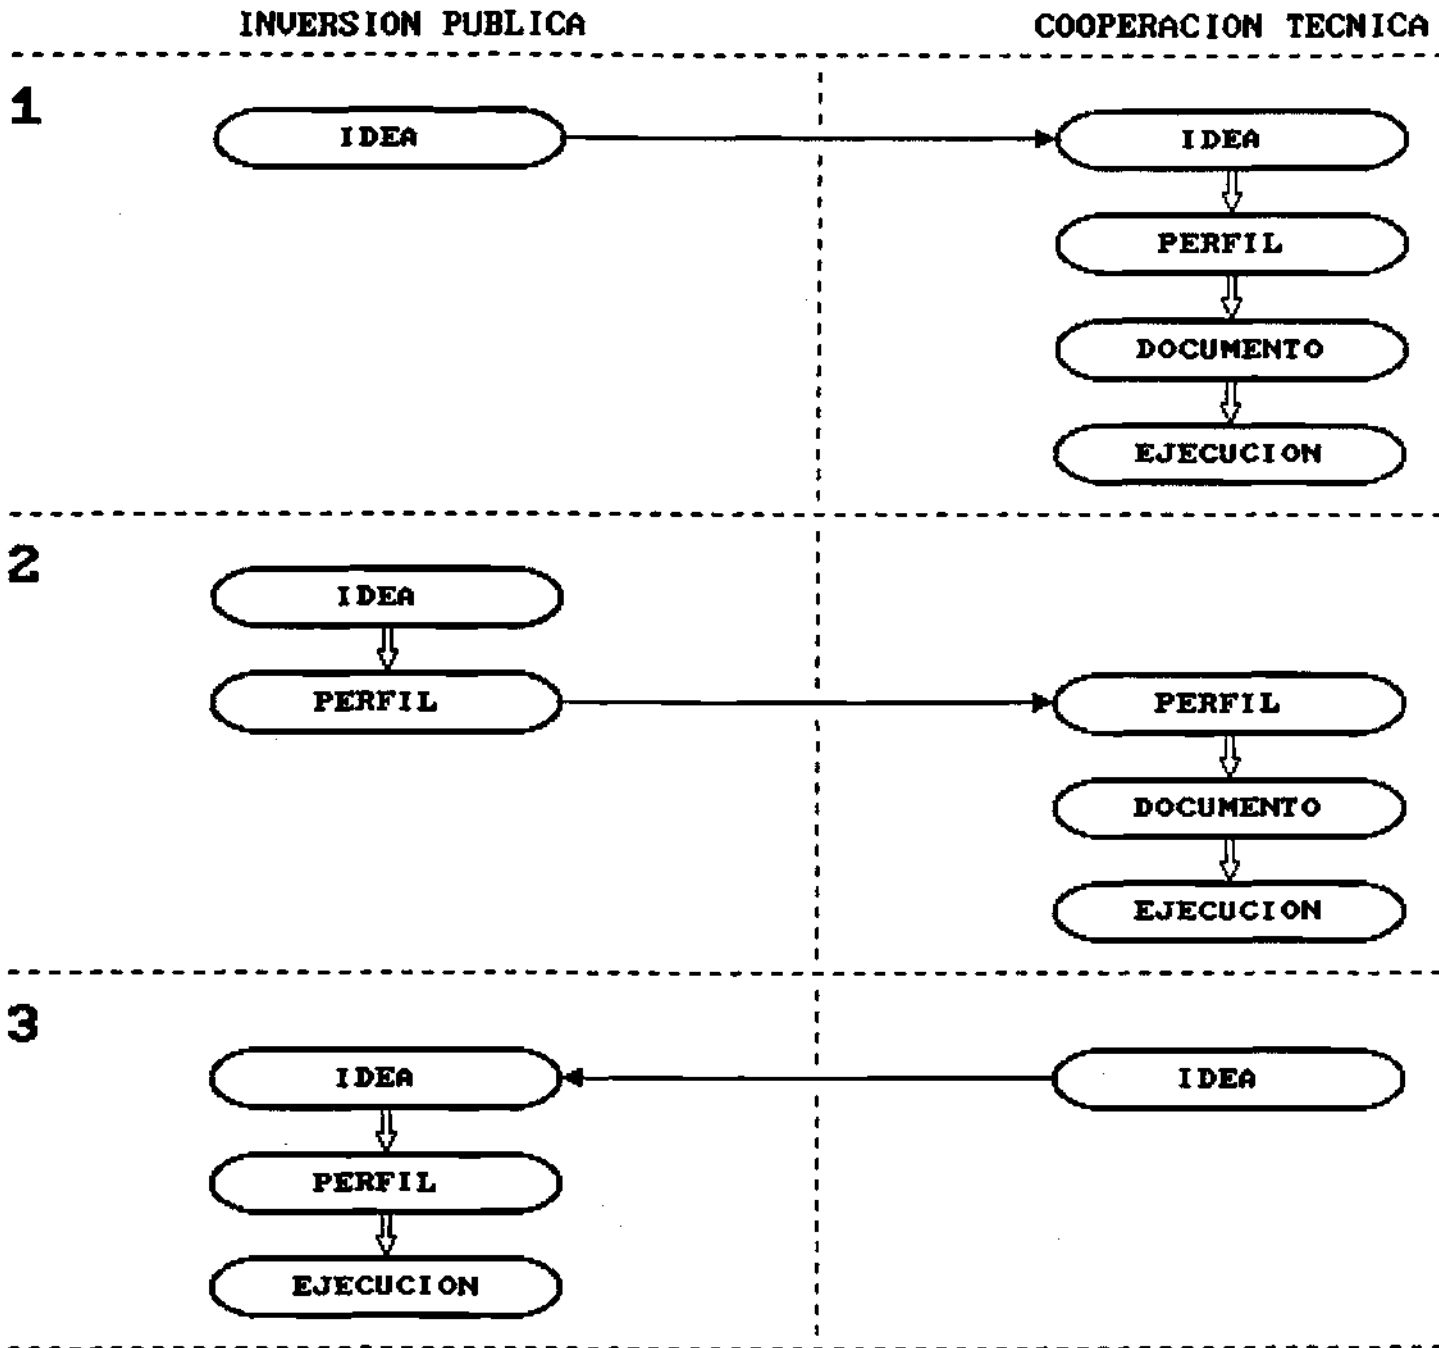 INVERSION PUBLICA COOPERACION TECNICA
1
IDEA IDEA
PERFIL
DOCUMENTO
EJECUCION
2
IDEA
PERFIL PERFIL
DOCUMENTO
EJECUCION
3
IDEA IDEA
PERFIL
EJECUCION